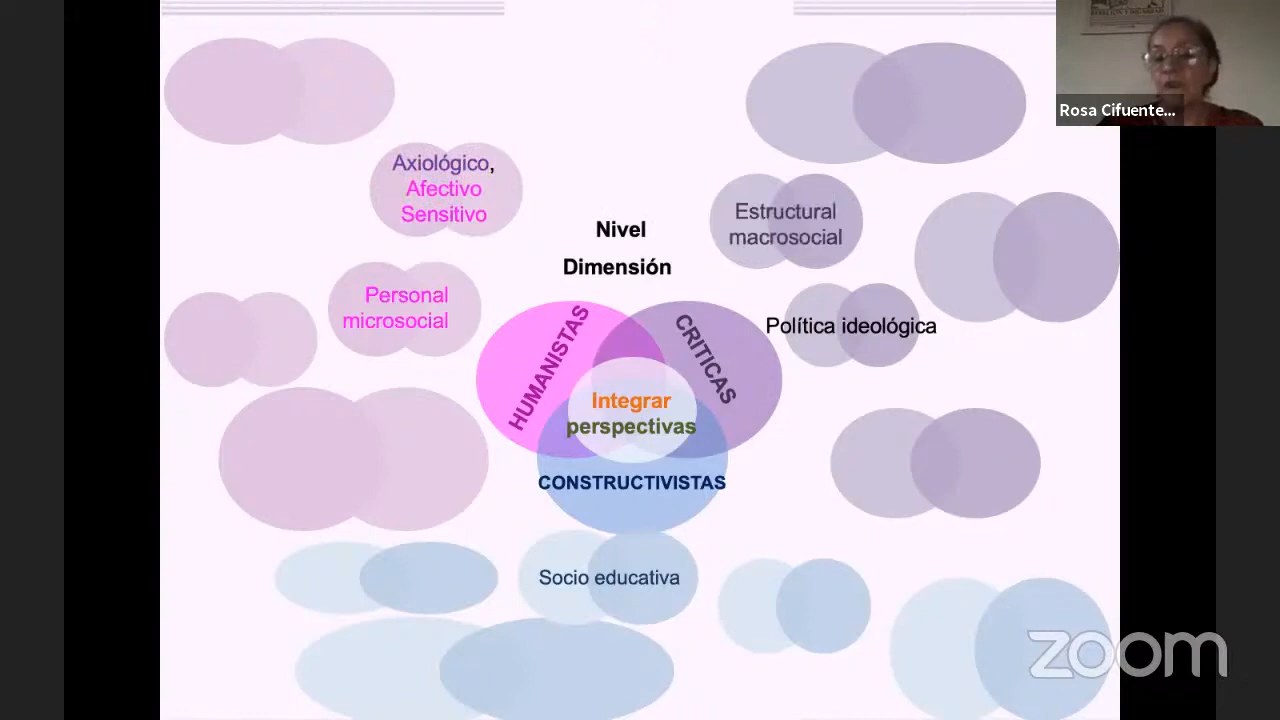 Rosa Cifuente...
Axiológico,
Afectivo
Sensitivo
Estructural
macrosocial
Nivel
Dimensión
Personal
microsocial
Política ideológica
HUMANISTAS
CRITICAS
Integrar
perspectivas
CONSTRUCTIVISTAS
Socio educativa
zoom